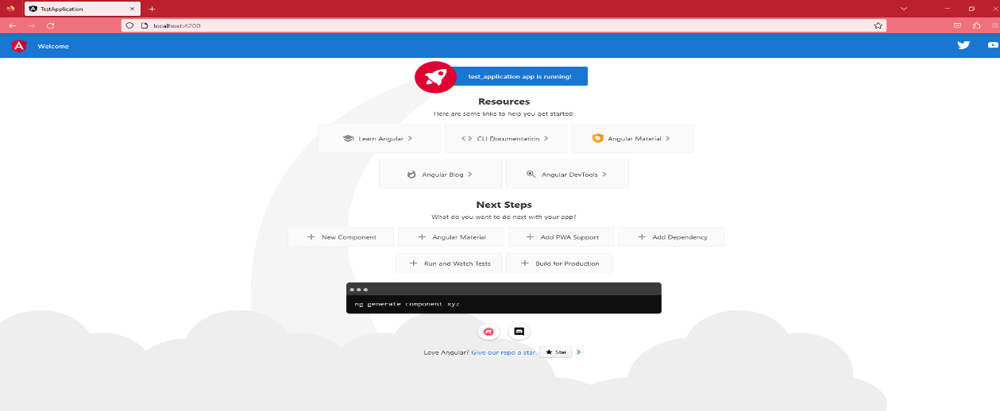 TestApplication
localhost:4200
Welcome
test_application app is running!
Resources
Here are some links to help you get started:
Learn Angular
CLI Documentation
Angular Material
Angular Blog
Angular DevTools
Next Steps
What do you want to do next with your app?
New Component
Angular Material
Add PWA Support
Add Dependency
Run and Watch Tests
Build for Production
ng generate component xyz
Love Angular? Give our repo a star. Star